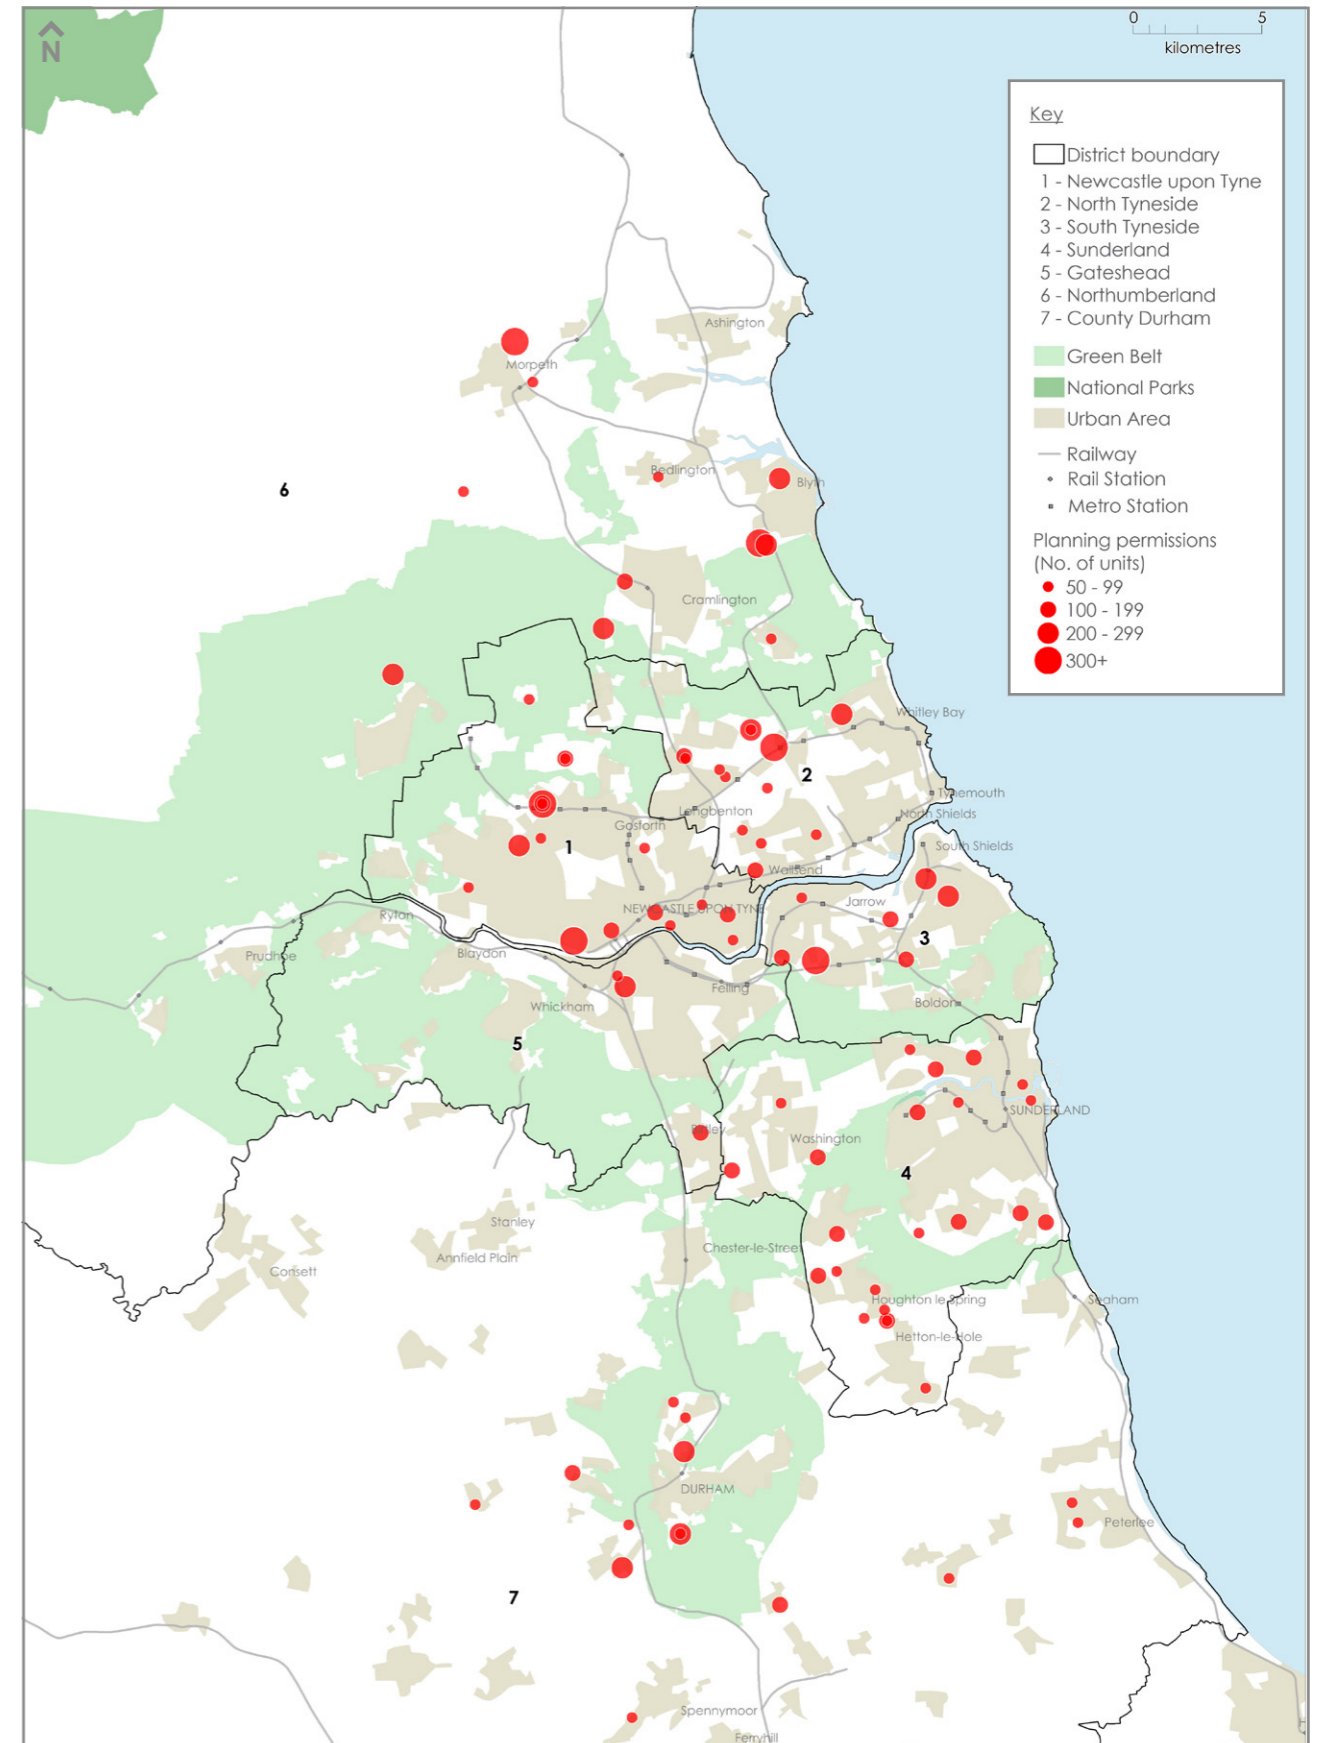 0 5
kilometres
N
Key
District boundary
1 - Newcastle upon Tyne
2 - North Tyneside
3 - South Tyneside
4 - Sunderland
5 - Gateshead
6 - Northumberland
7 - County Durham
Green Belt
National Parks
Urban Area
Railway
Rail Station
Metro Station
Planning permissions
(No. of units)
50 - 99
100 - 199
200 - 299
300+
Ashington
Morpeth
Bedlington
Blyth
6
Cramlington
Whitley Bay
2
Tynemouth
Longbenton
North Shields
Gosforth
1
South Shields
Wallsend
Jarrow
NEWCASTLE UPON TYNE
Ryton
3
Blaydon
Prudhoe
Felling
Boldon
Whickham
5
SUNDERLAND
Birtley
Washington
4
Stanley
Chester-le-Street
Annfield Plain
Consett
Houghton le Spring
Seaham
Hetton-le-Hole
DURHAM
Peterlee
7
Spennymoor
Ferryhill